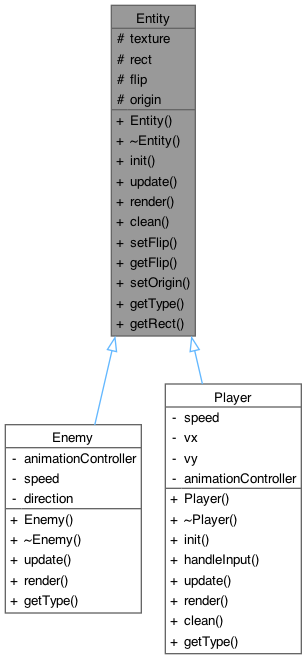 Entity
# texture
# rect
# flip
# origin
+ Entity()
+ ~Entity()
+ init()
+ update()
+ render()
+ clean()
+ setFlip()
+ getFlip()
+ setOrigin()
+ getType()
+ getRect()
Enemy
- animationController
- speed
- direction
+ Enemy()
+ ~Enemy()
+ update()
+ render()
+ getType()
Player
- speed
- vx
- vy
- animationController
+ Player()
+ ~Player()
+ init()
+ handleInput()
+ update()
+ render()
+ clean()
+ getType()